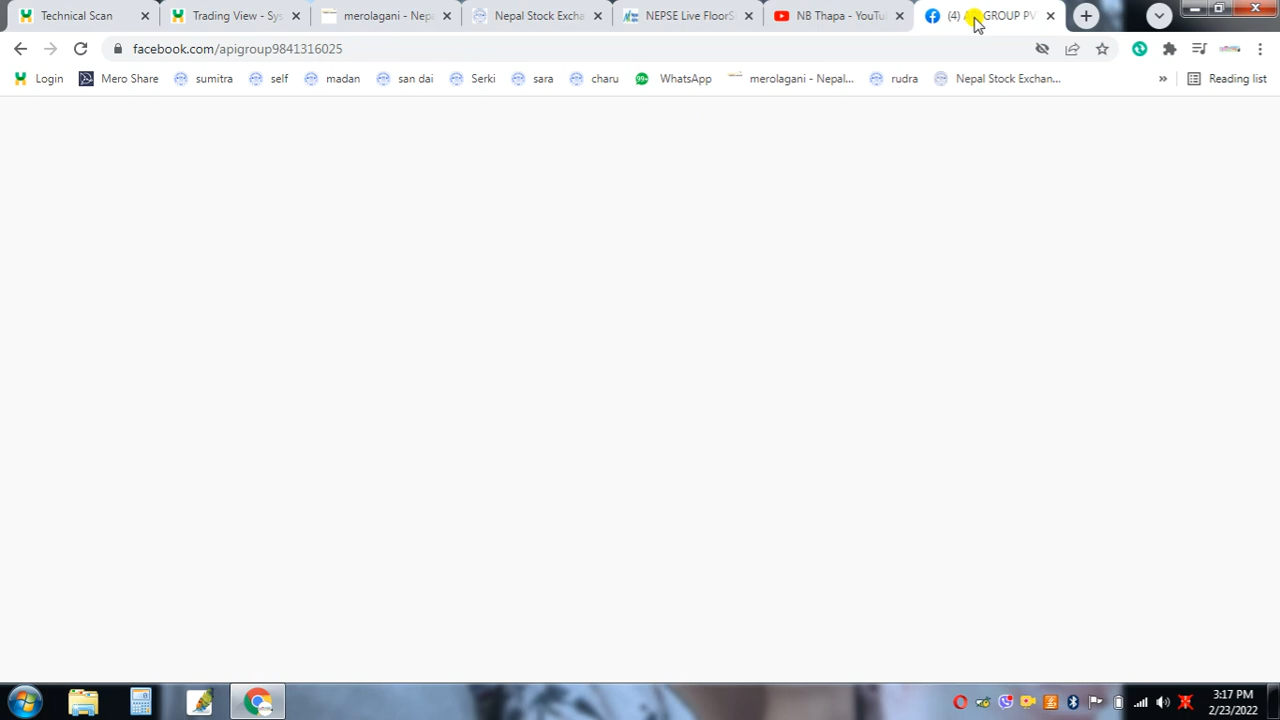 Technical Scan
Trading View - Sys
merolagani - Nep
Nepal Stock Excha
NEPSE Live FloorS
NB Thapa - YouTu
(4) GROUP PV
facebook.com/apigroup9841316025
Login
Mero Share
sumitra
self
madan
san dai
Serki
sara
charu
99+
WhatsApp
merolagani - Nepal...
rudra
Nepal Stock Exchan...
»
Reading list
3:17 PM
2/23/2022